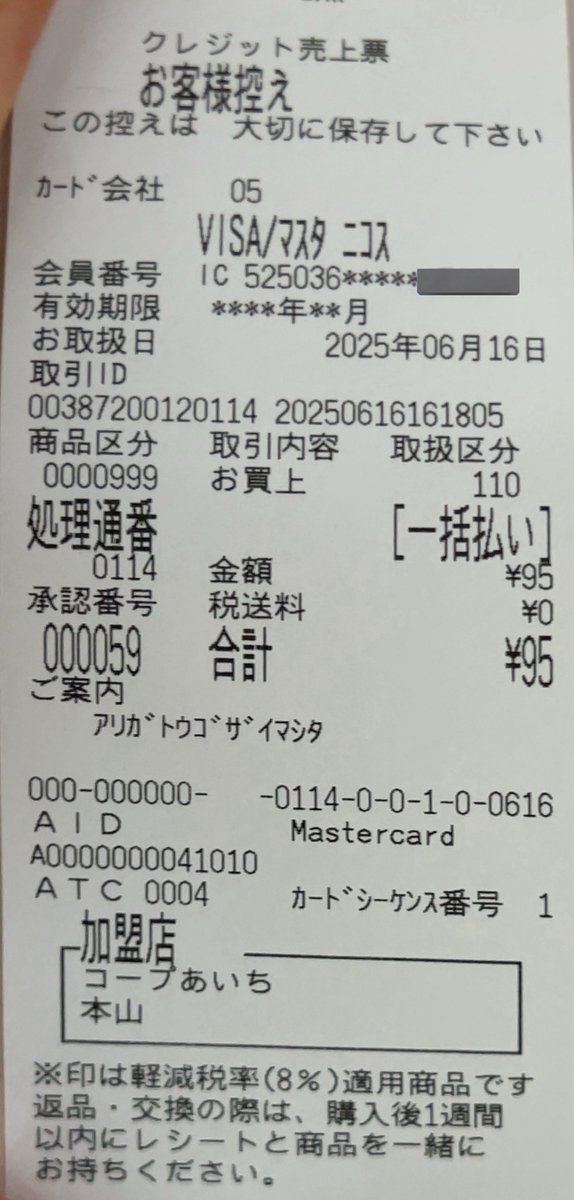 クレジット売上票
お客様控え
この控えは 大切に保存して下さい
ｶｰﾄﾞ会社 05
VISA/ﾏｽﾀ ニコス
会員番号 IC 525036*****
有効期限 ****年**月
お取扱日 2025年06月16日
取引ID
00387200120114 20250616161805
商品区分 取引内容 取扱区分
0000999 お買上 110
処理通番 [一括払い]
0114 金額 ¥95
承認番号 税送料 ¥0
000059 合計 ¥95
ご案内
ｱﾘｶﾞﾄｳｺﾞｻﾞｲﾏｼﾀ
000-000000- -0114-0-0-1-0-0616
ＡＩＤ Mastercard
A0000000041010
ＡＴＣ 0004 ｶｰﾄﾞｼｰｹﾝｽ番号 1
加盟店
コープあいち
本山
※印は軽減税率(8%)適用商品です
返品・交換の際は、購入後1週間
以内にレシートと商品を一緒に
お持ちください。